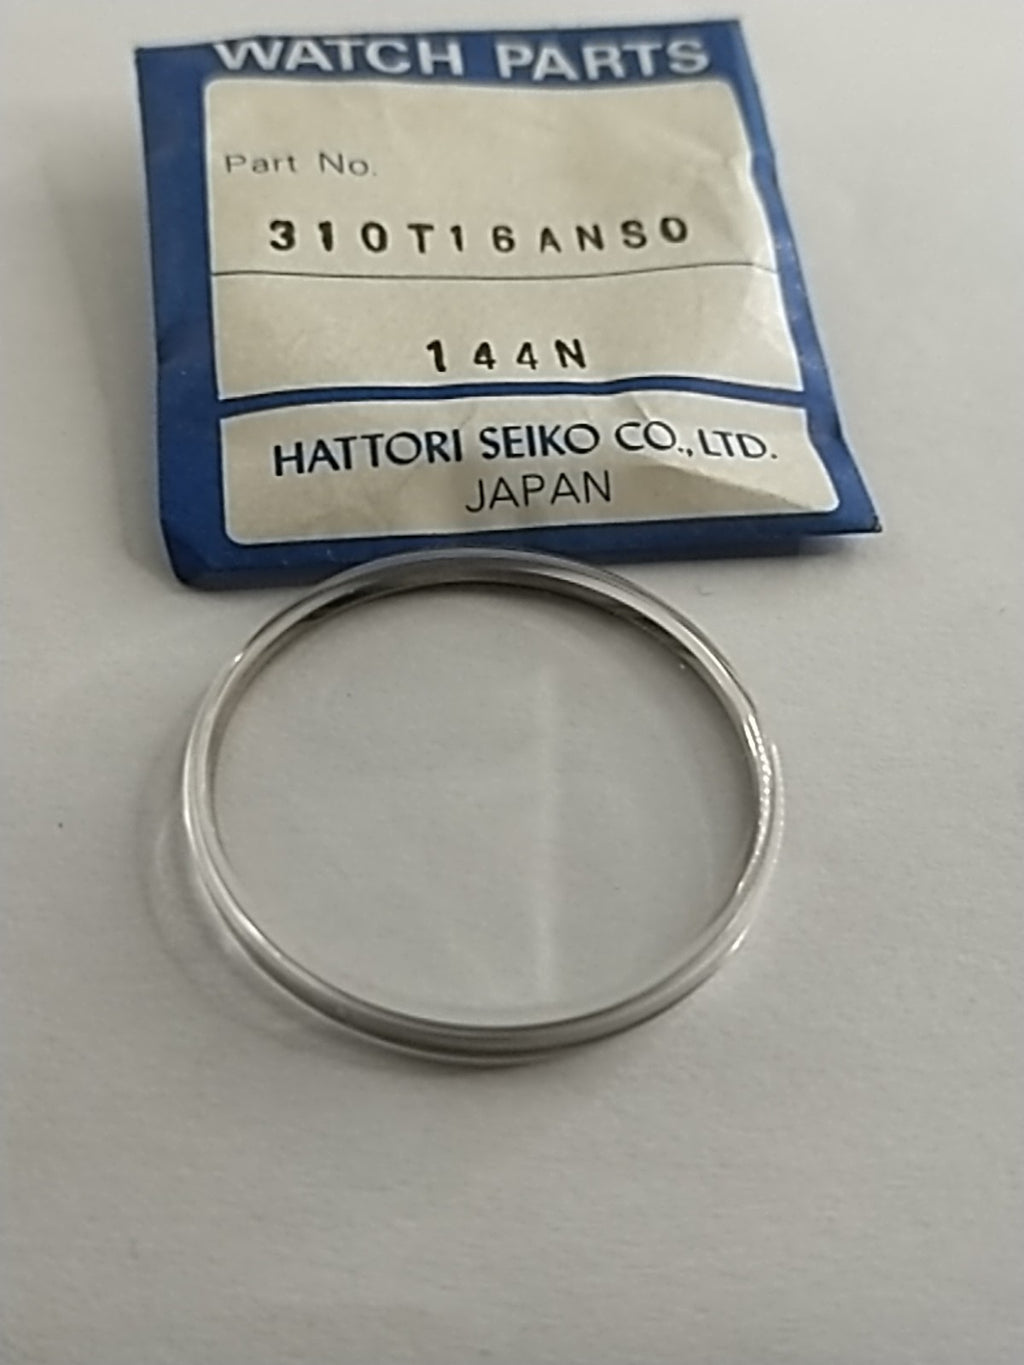 WATCH PARTS
Part No.
310T16ANS0
144N
HATTORI SEIKO CO., LTD.
JAPAN